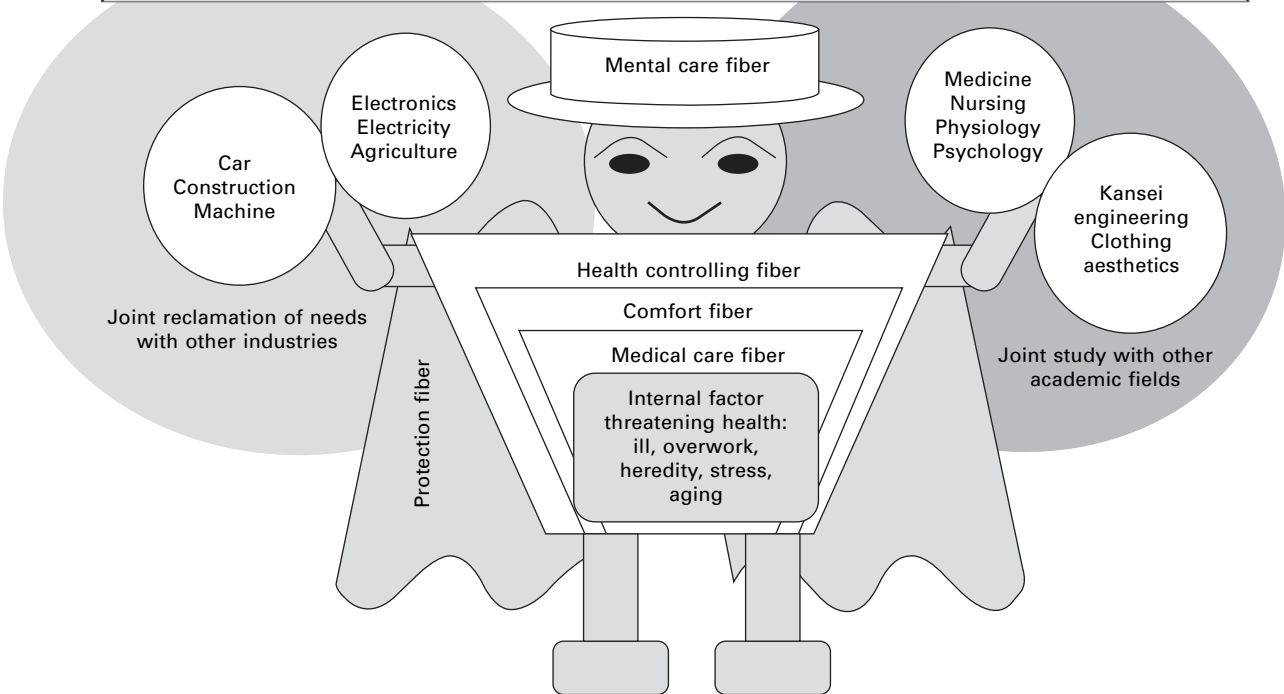 Mental care fiber
Electronics
Electricity
Agriculture
Car
Construction
Machine
Medicine
Nursing
Physiology
Psychology
Kansei
engineering
Clothing
aesthetics
Joint reclamation of needs
with other industries
Joint study with other
academic fields
Protection fiber
Health controlling fiber
Comfort fiber
Medical care fiber
Internal factor
threatening health:
ill, overwork,
heredity, stress,
aging